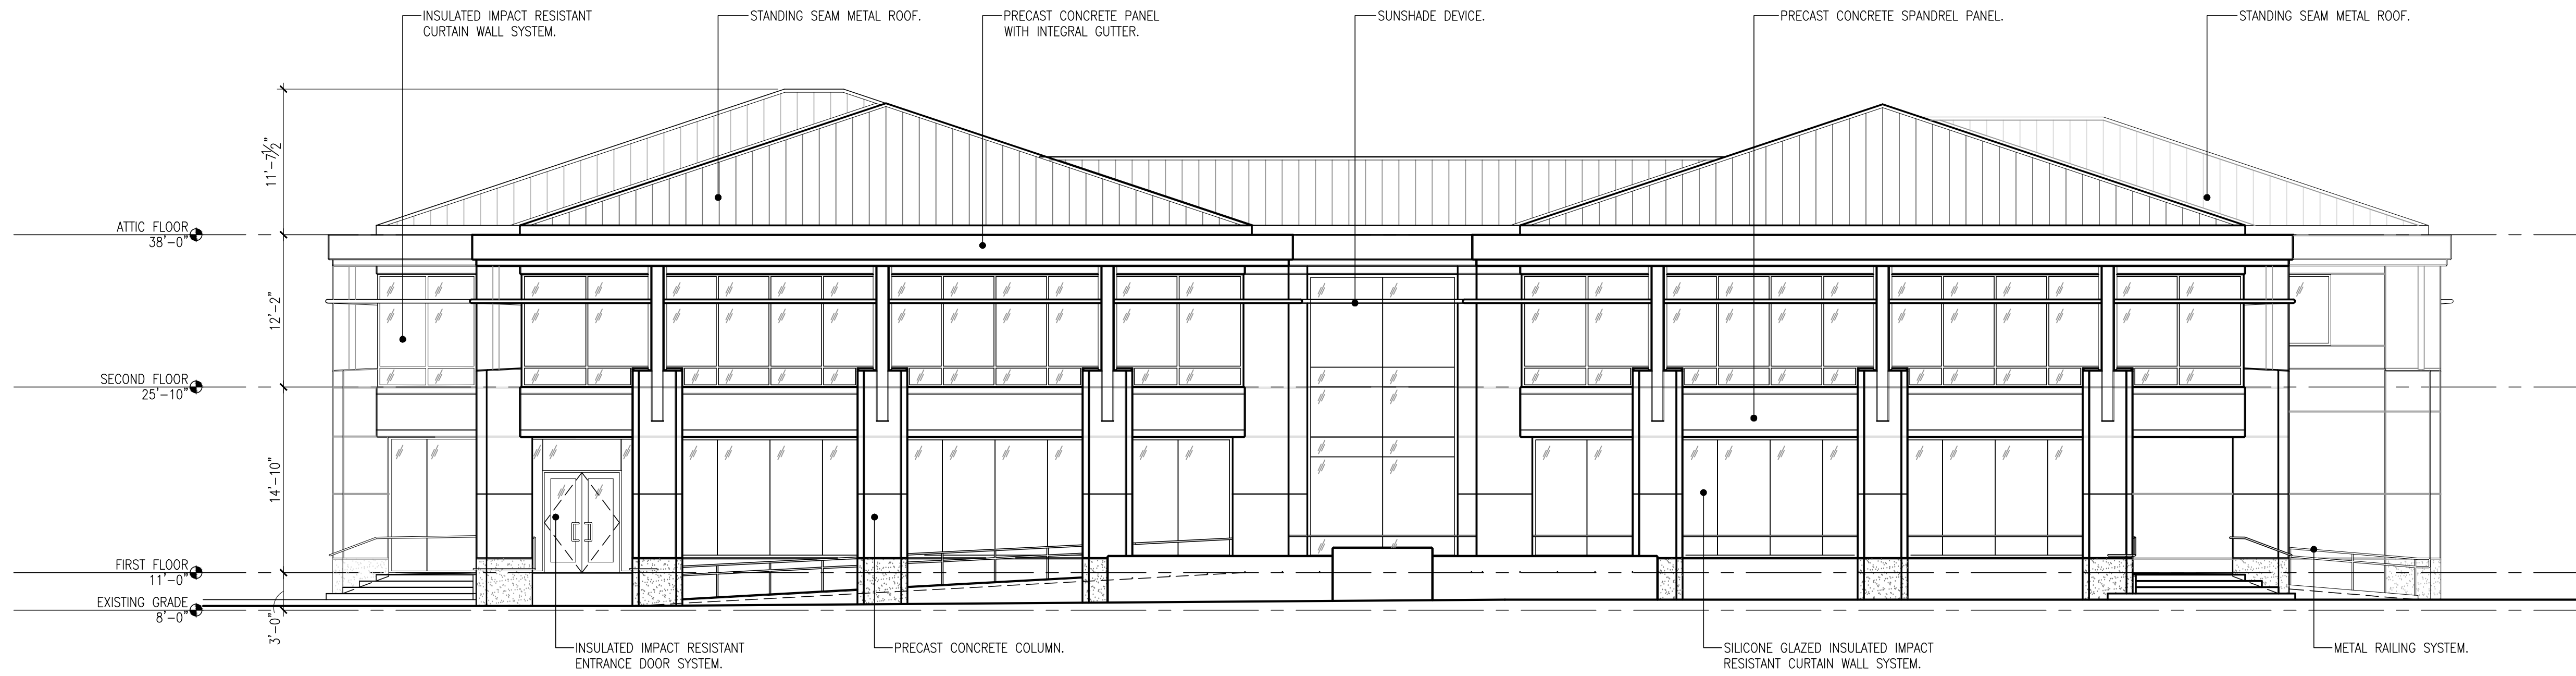 INSULATED IMPACT RESISTANT
CURTAIN WALL SYSTEM.
STANDING SEAM METAL ROOF.
PRECAST CONCRETE PANEL
WITH INTEGRAL GUTTER.
SUNSHADE DEVICE.
PRECAST CONCRETE SPANDREL PANEL.
STANDING SEAM METAL ROOF.
11'-7½"
ATTIC FLOOR
38'-0"
12'-2"
SECOND FLOOR
25'-10"
14'-10"
FIRST FLOOR
11'-0"
EXISTING GRADE
8'-0"
3'-0"
INSULATED IMPACT RESISTANT
ENTRANCE DOOR SYSTEM.
PRECAST CONCRETE COLUMN.
SILICONE GLAZED INSULATED IMPACT
RESISTANT CURTAIN WALL SYSTEM.
METAL RAILING SYSTEM.